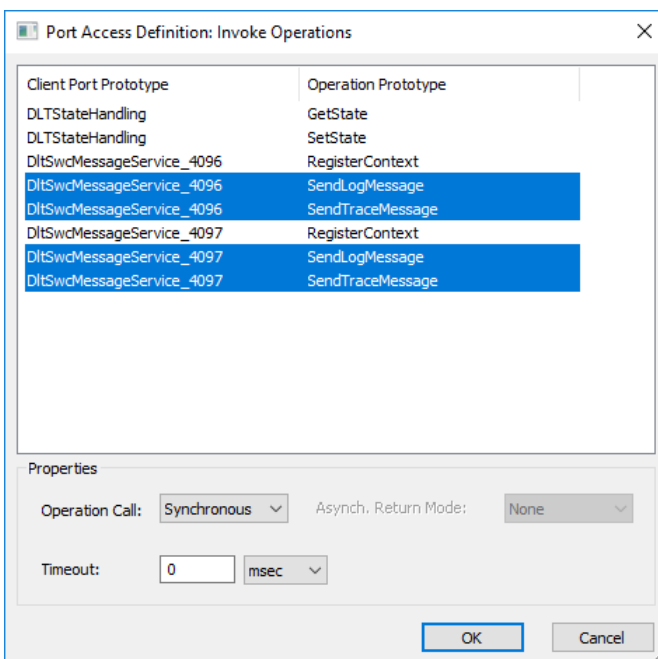 Port Access Definition: Invoke Operations
Client Port Prototype Operation Prototype
DLTStateHandling GetState
DLTStateHandling SetState
DltSwcMessageService_4096 RegisterContext
DltSwcMessageService_4096 SendLogMessage
DltSwcMessageService_4096 SendTraceMessage
DltSwcMessageService_4097 RegisterContext
DltSwcMessageService_4097 SendLogMessage
DltSwcMessageService_4097 SendTraceMessage
Properties
Operation Call: Synchronous Asynch. Return Mode: None
Timeout: 0 msec
OK Cancel